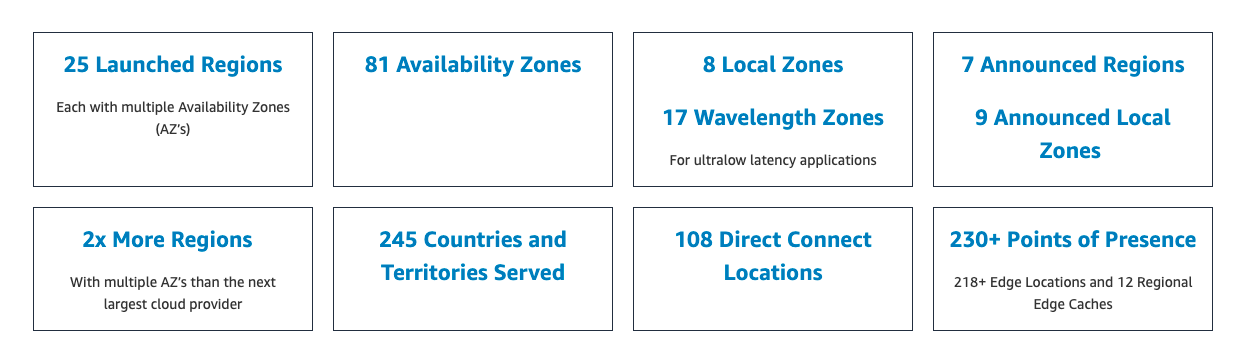 25 Launched Regions
Each with multiple Availability Zones
(AZ’s)
81 Availability Zones
8 Local Zones
17 Wavelength Zones
For ultralow latency applications
7 Announced Regions
9 Announced Local
Zones
2x More Regions
With multiple AZ’s than the next
largest cloud provider
245 Countries and
Territories Served
108 Direct Connect
Locations
230+ Points of Presence
218+ Edge Locations and 12 Regional
Edge Caches